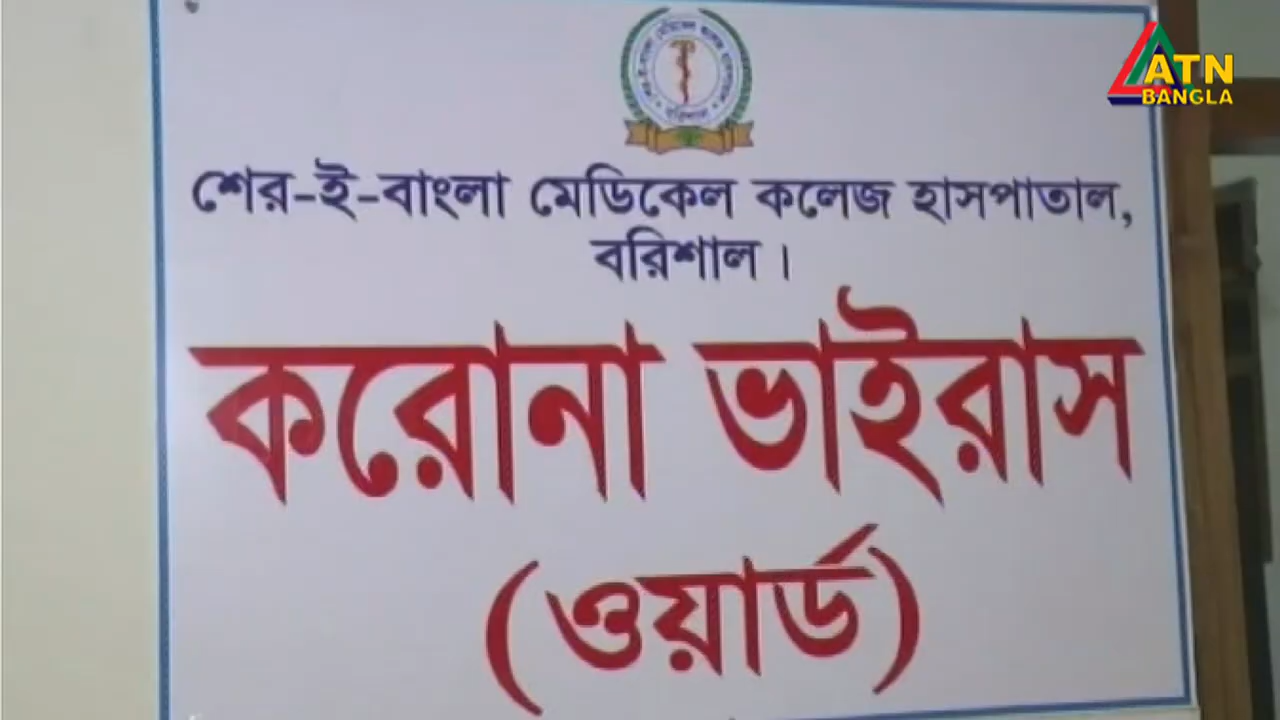 ATN
BANGLA
শের-ই-বাংলা মেডিকেল কলেজ হাসপাতাল,
বরিশাল।
করোনা ভাইরাস
(ওয়ার্ড)